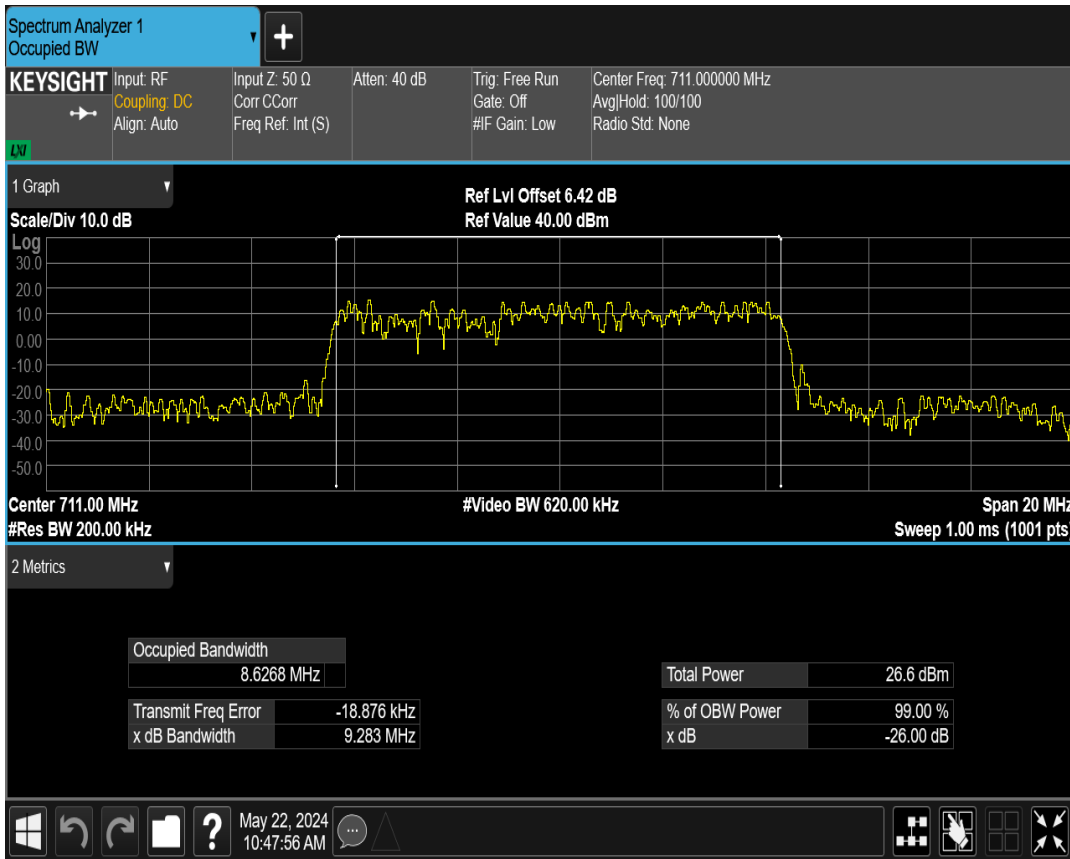 Spectrum Analyzer 1
Occupied BW
+
KEYSIGHT
LXI
Input: RF
Coupling: DC
Align: Auto
Input Z: 50 Ω
Corr CCorr
Freq Ref: Int (S)
Atten: 40 dB
Trig: Free Run
Gate: Off
#IF Gain: Low
Center Freq: 711.000000 MHz
Avg|Hold: 100/100
Radio Std: None
1 Graph
Scale/Div 10.0 dB
Ref Lvl Offset 6.42 dB
Ref Value 40.00 dBm
Log
30.0
20.0
10.0
0.00
-10.0
-20.0
-30.0
-40.0
-50.0
Center 711.00 MHz
#Video BW 620.00 kHz
Span 20 MHz
#Res BW 200.00 kHz
Sweep 1.00 ms (1001 pts)
2 Metrics
Occupied Bandwidth
8.6268 MHz
Transmit Freq Error -18.876 kHz
x dB Bandwidth 9.283 MHz
Total Power 26.6 dBm
% of OBW Power 99.00 %
x dB -26.00 dB
?
May 22, 2024
10:47:56 AM